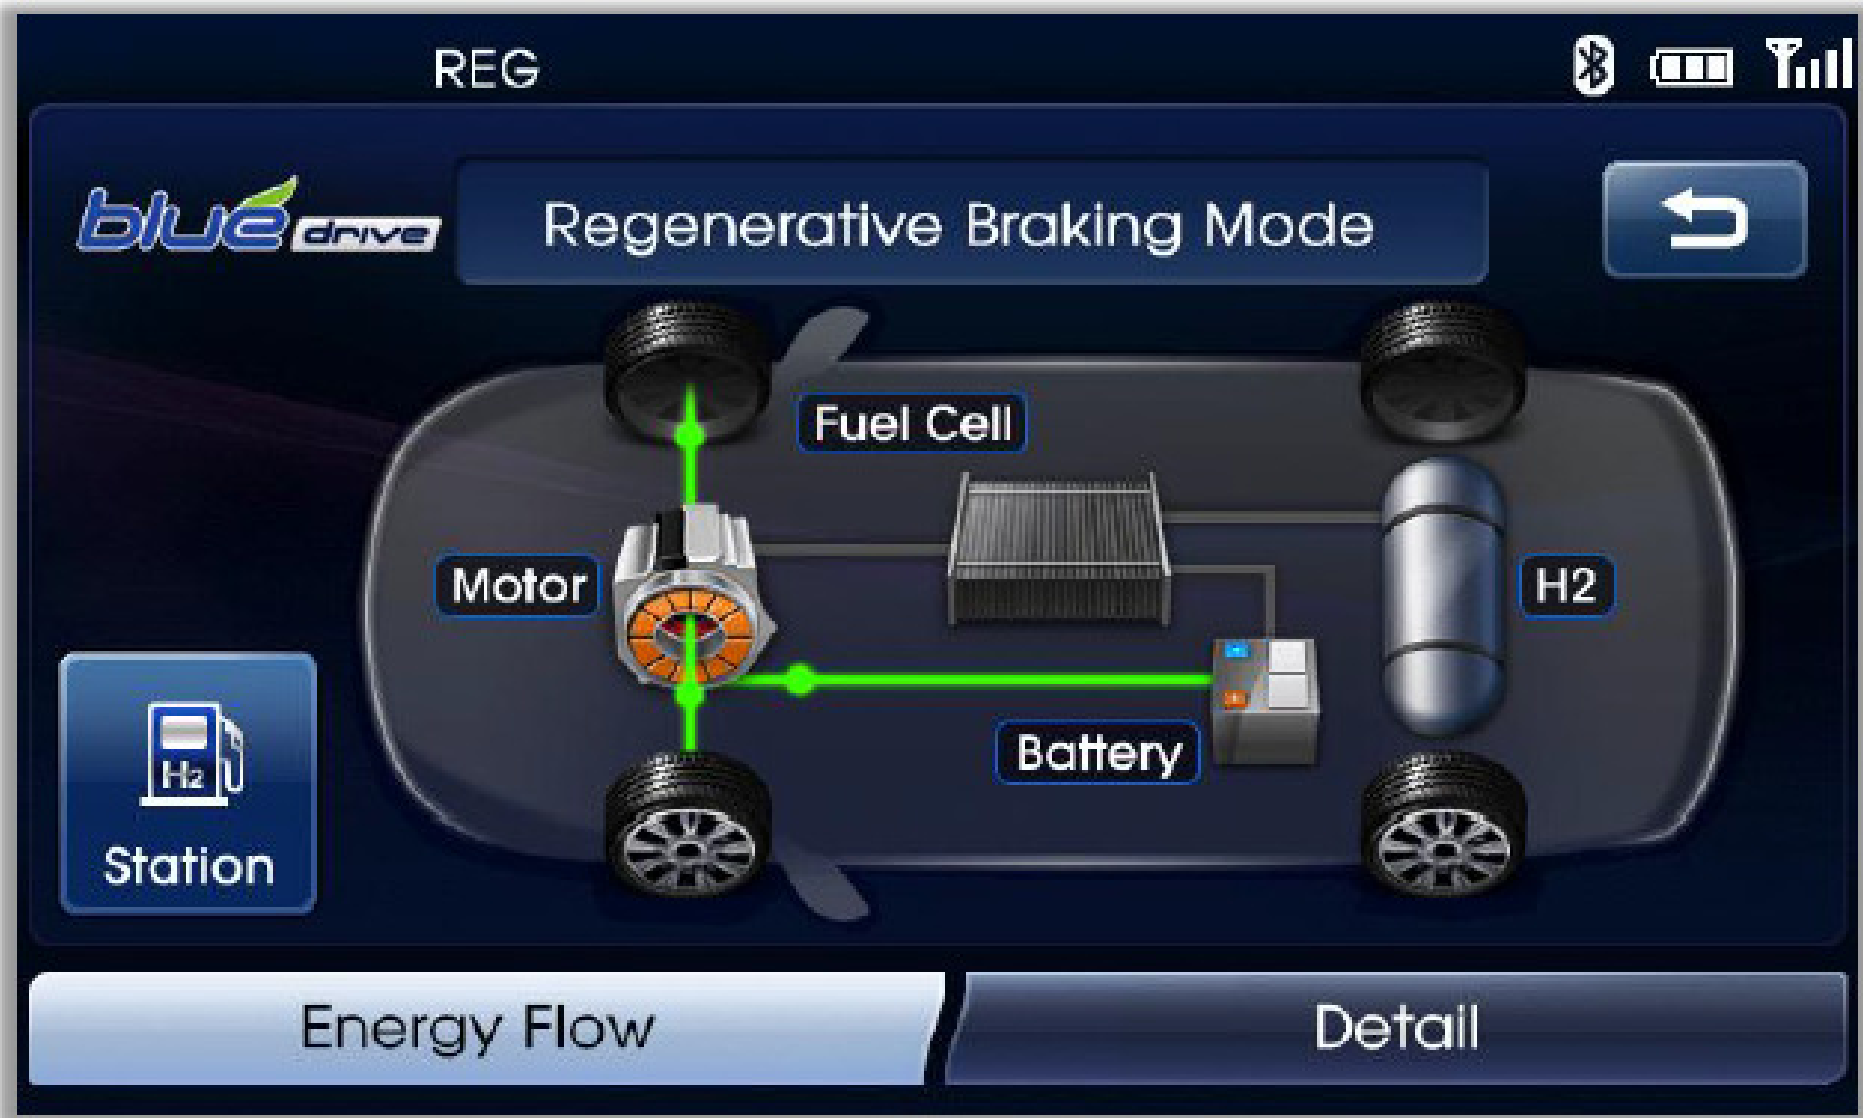 REG
blue drive
Regenerative Braking Mode
Fuel Cell
Motor
H2
Battery
H2
Station
Energy Flow
Detail